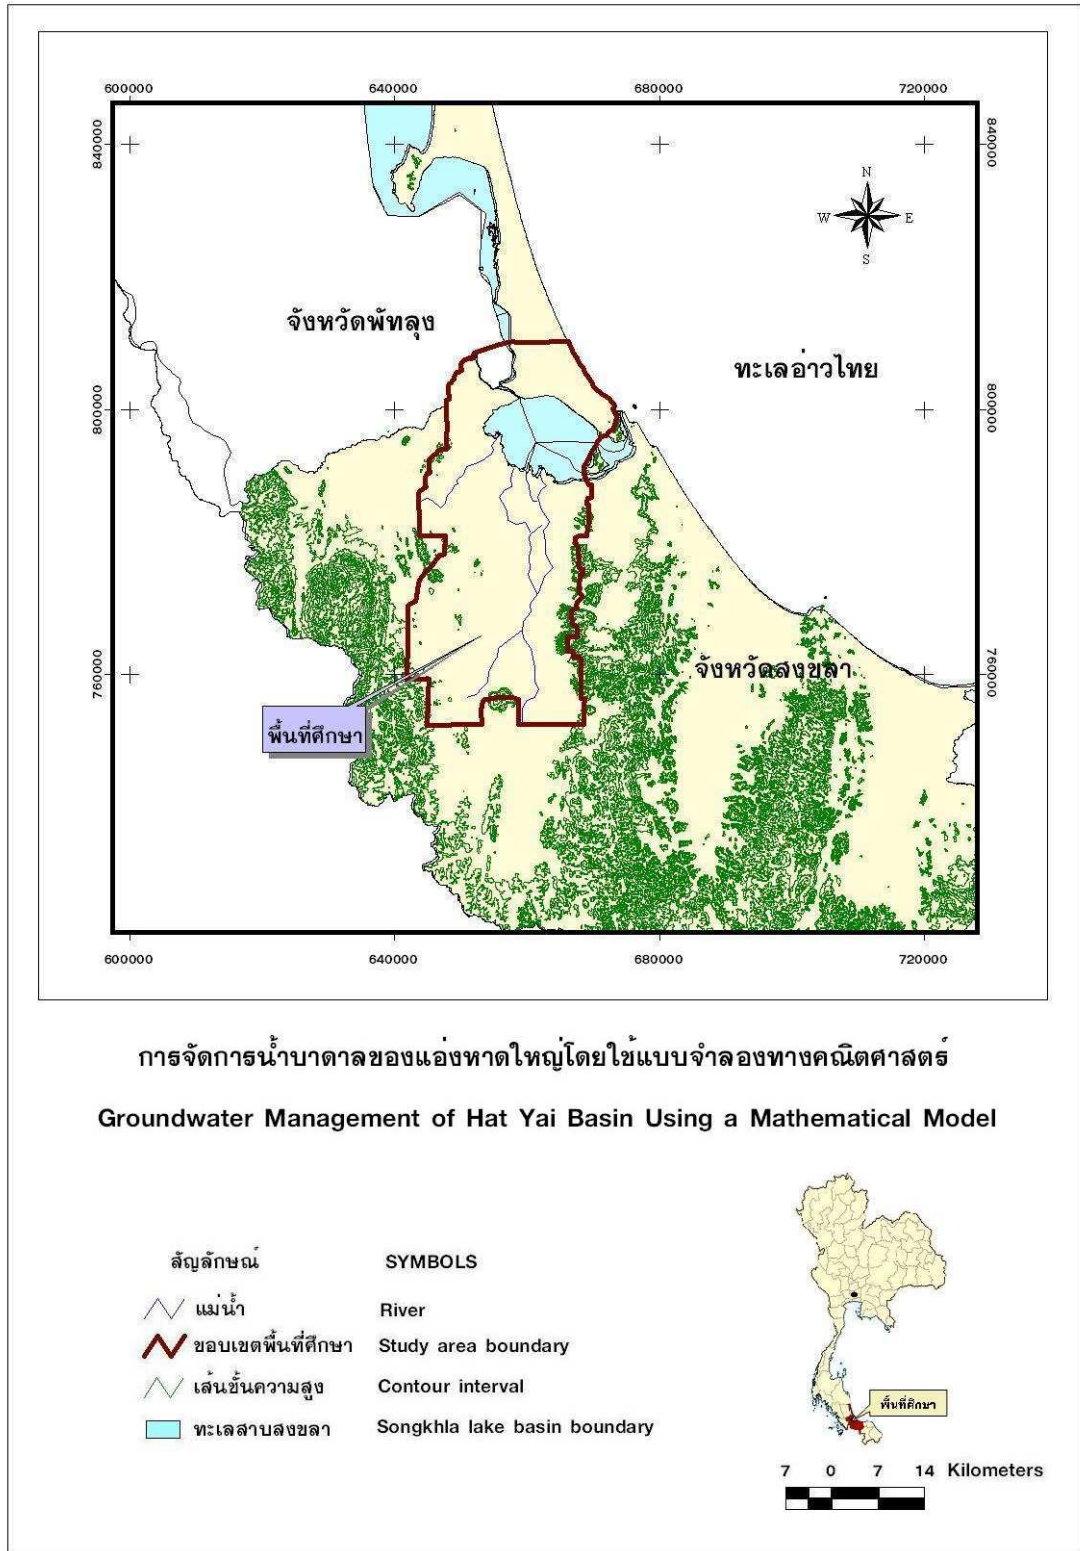 600000 640000 680000 720000
840000 840000
N
W E
S
จังหวัดพัทลุง
ทะเลอ่าวไทย
800000 800000
จังหวัดสงขลา
760000 760000
พื้นที่ศึกษา
600000 640000 680000 720000
การจัดการน้ำบาดาลของแอ่งหาดใหญ่โดยใช้แบบจำลองทางคณิตศาสตร์
Groundwater Management of Hat Yai Basin Using a Mathematical Model
สัญลักษณ์ SYMBOLS
แม่น้ำ River
ขอบเขตพื้นที่ศึกษา Study area boundary
เส้นชั้นความสูง Contour interval
ทะเลสาบสงขลา Songkhla lake basin boundary
พื้นที่ศึกษา
7 0 7 14 Kilometers